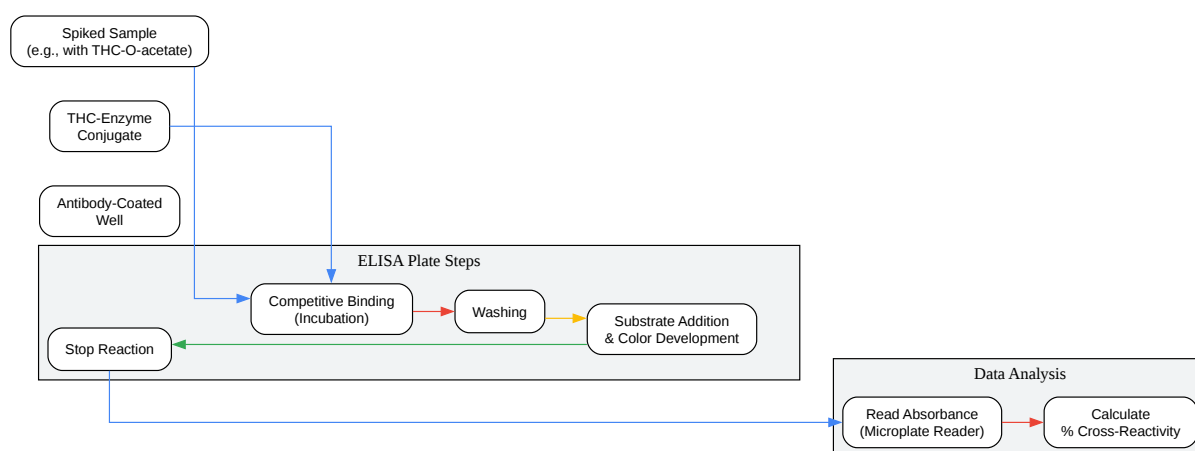 Spiked Sample
(e.g., with THC-O-acetate)
THC-Enzyme
Conjugate
Antibody-Coated
Well
ELISA Plate Steps
Competitive Binding
(Incubation)
Washing
Substrate Addition
& Color Development
Stop Reaction
Data Analysis
Read Absorbance
(Microplate Reader)
Calculate
% Cross-Reactivity